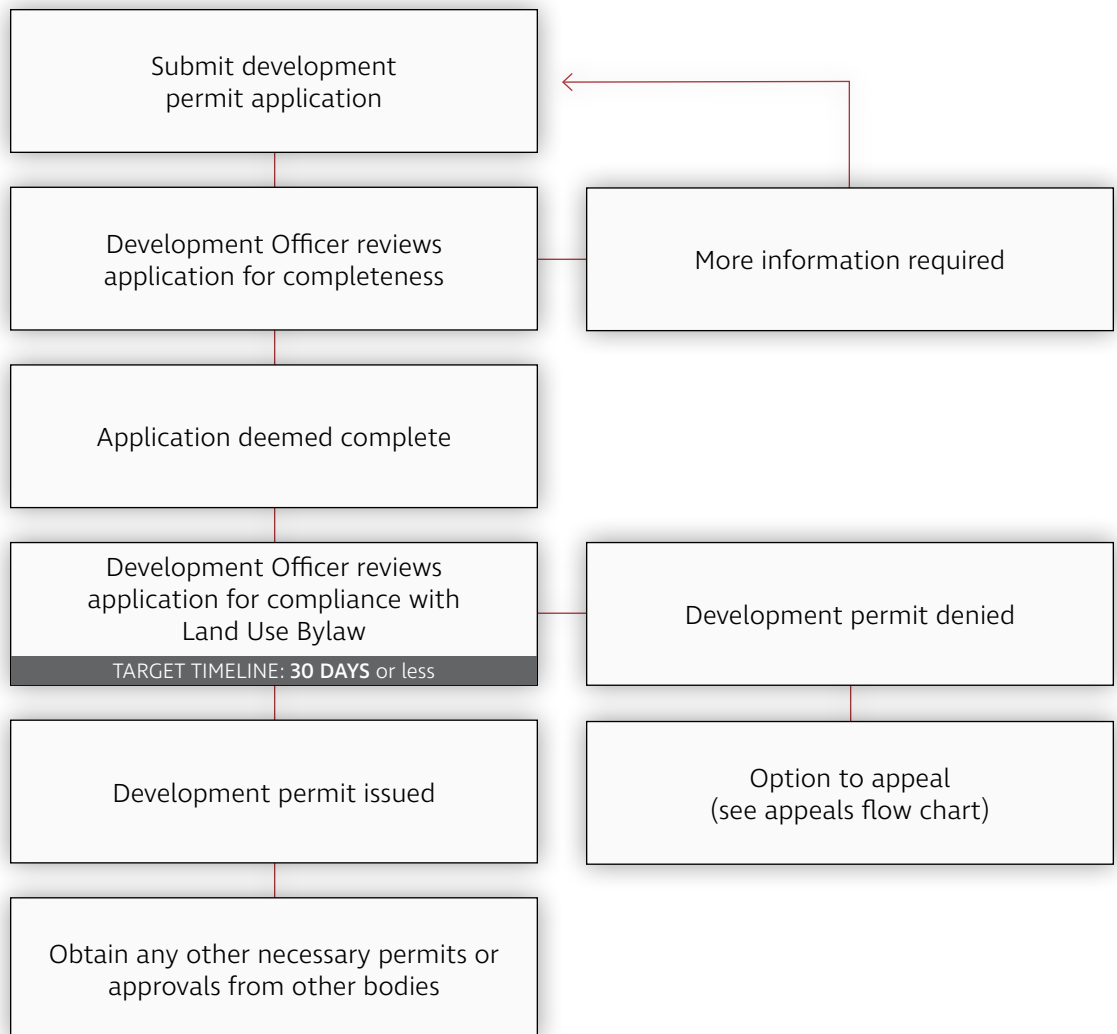 Submit development
permit application
Development Officer reviews
application for completeness
More information required
Application deemed complete
Development Officer reviews
application for compliance with
Land Use Bylaw
TARGET TIMELINE: 30 DAYS or less
Development permit denied
Development permit issued
Option to appeal
(see appeals flow chart)
Obtain any other necessary permits or
approvals from other bodies